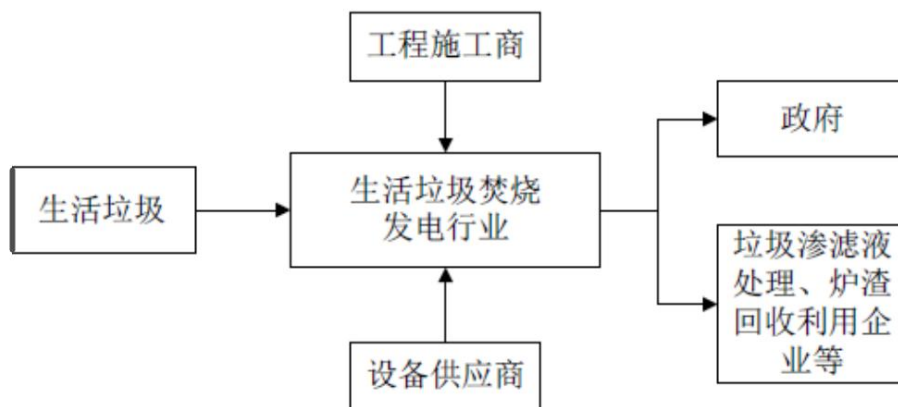 工程施工商
政府
生活垃圾
生活垃圾焚烧
发电行业
垃圾渗滤液
处理、炉渣
回收利用企
业等
设备供应商